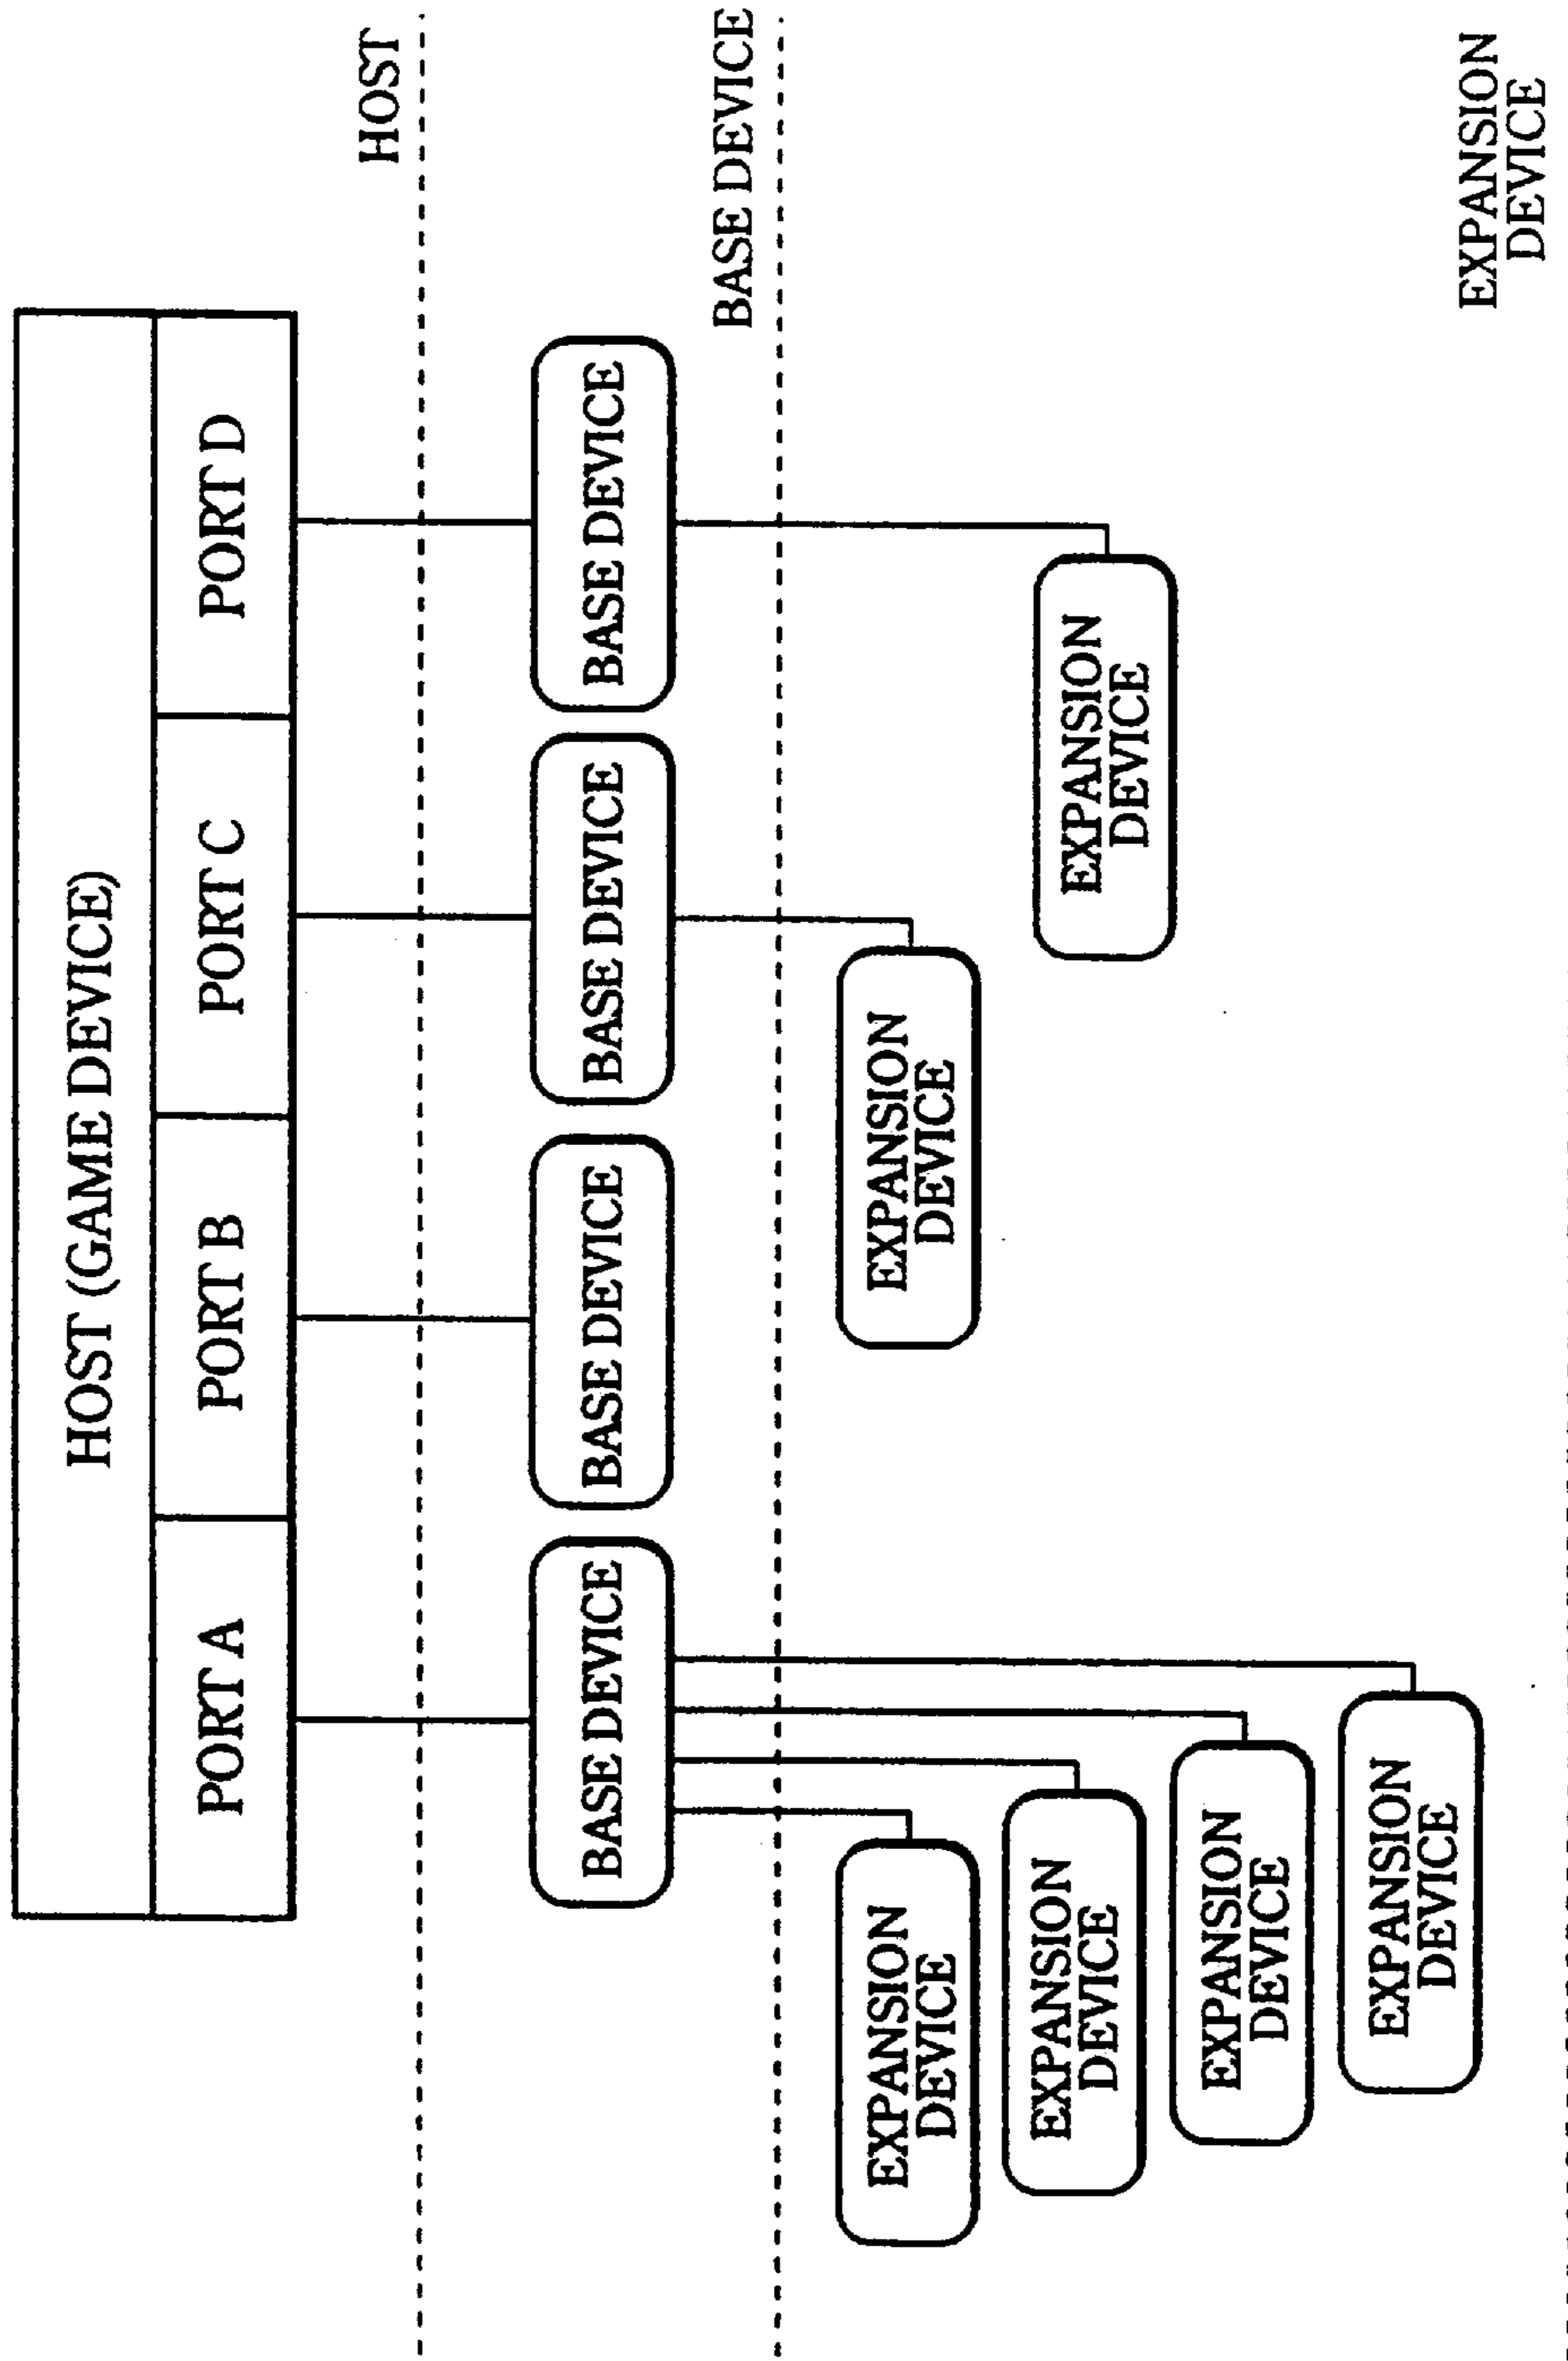 HOST (GAME DEVICE)
PORT A
PORT B
PORT C
PORT D
HOST
BASE DEVICE
BASE DEVICE
BASE DEVICE
BASE DEVICE
BASE DEVICE
EXPANSION
DEVICE
EXPANSION
DEVICE
EXPANSION
DEVICE
EXPANSION
DEVICE
EXPANSION
DEVICE
EXPANSION
DEVICE
EXPANSION
DEVICE